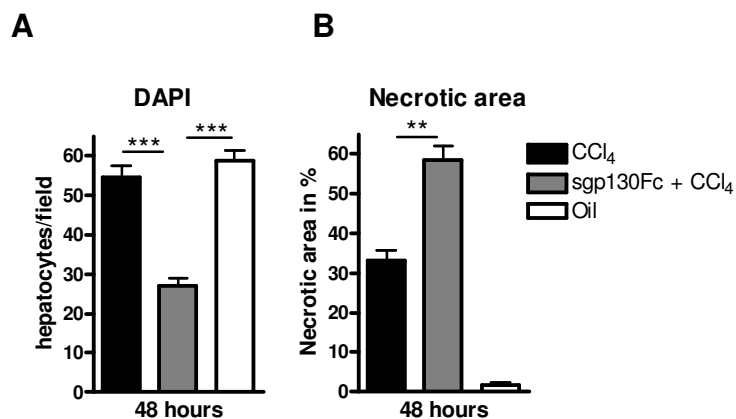 A
B
DAPI
Necrotic area
hepatocytes/field
60
50
40
30
20
10
0
***
***
48 hours
Necrotic area in %
60
50
40
30
20
10
0
**
48 hours
CCl₄
sgp130Fc + CCl₄
Oil